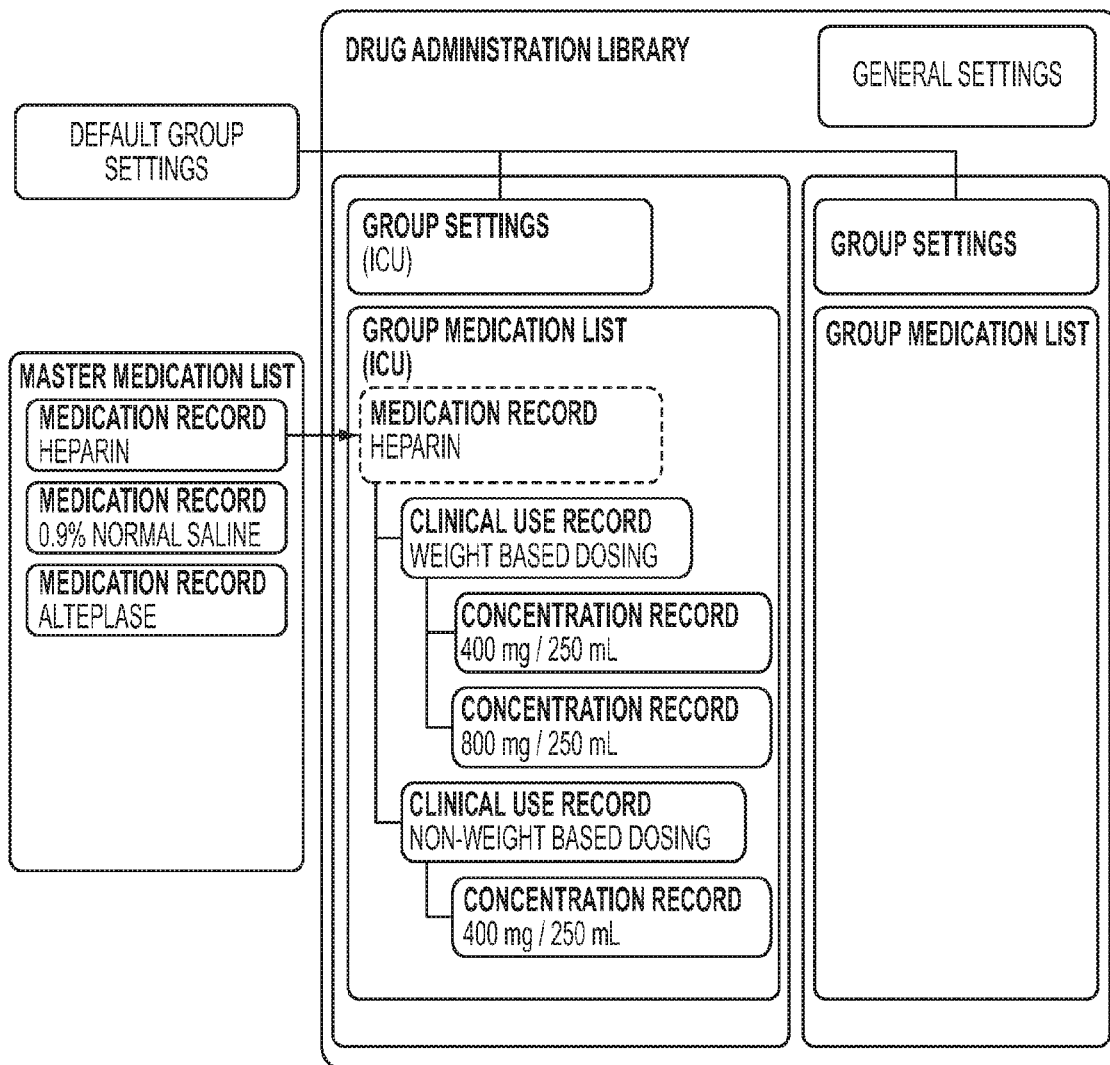 DRUG ADMINISTRATION LIBRARY
GENERAL SETTINGS
DEFAULT GROUP
SETTINGS
GROUP SETTINGS
(ICU)
GROUP SETTINGS
GROUP MEDICATION LIST
(ICU)
GROUP MEDICATION LIST
MASTER MEDICATION LIST
MEDICATION RECORD
HEPARIN
MEDICATION RECORD
0.9% NORMAL SALINE
MEDICATION RECORD
ALTEPLASE
MEDICATION RECORD
HEPARIN
CLINICAL USE RECORD
WEIGHT BASED DOSING
CONCENTRATION RECORD
400 mg / 250 mL
CONCENTRATION RECORD
800 mg / 250 mL
CLINICAL USE RECORD
NON-WEIGHT BASED DOSING
CONCENTRATION RECORD
400 mg / 250 mL